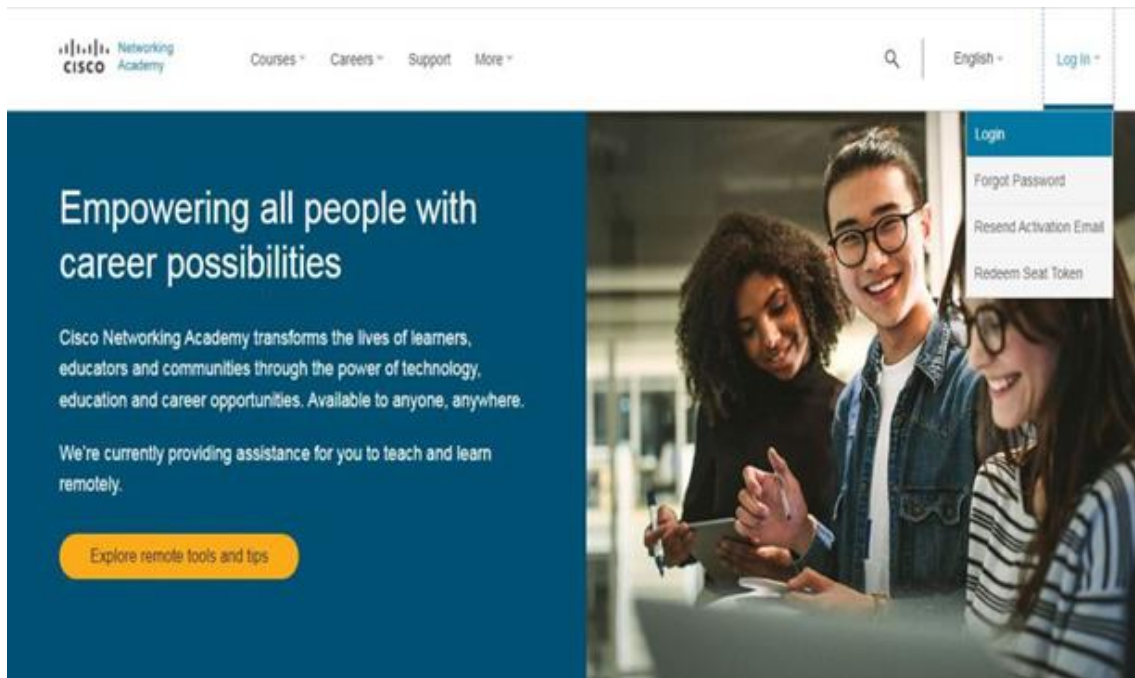 Networking
CISCO Academy
Courses Careers Support More
English Log In
Login
Forgot Password
Resend Activation Email
Redeem Seat Token
Empowering all people with
career possibilities
Cisco Networking Academy transforms the lives of learners,
educators and communities through the power of technology,
education and career opportunities. Available to anyone, anywhere.
We're currently providing assistance for you to teach and learn
remotely.
Explore remote tools and tips